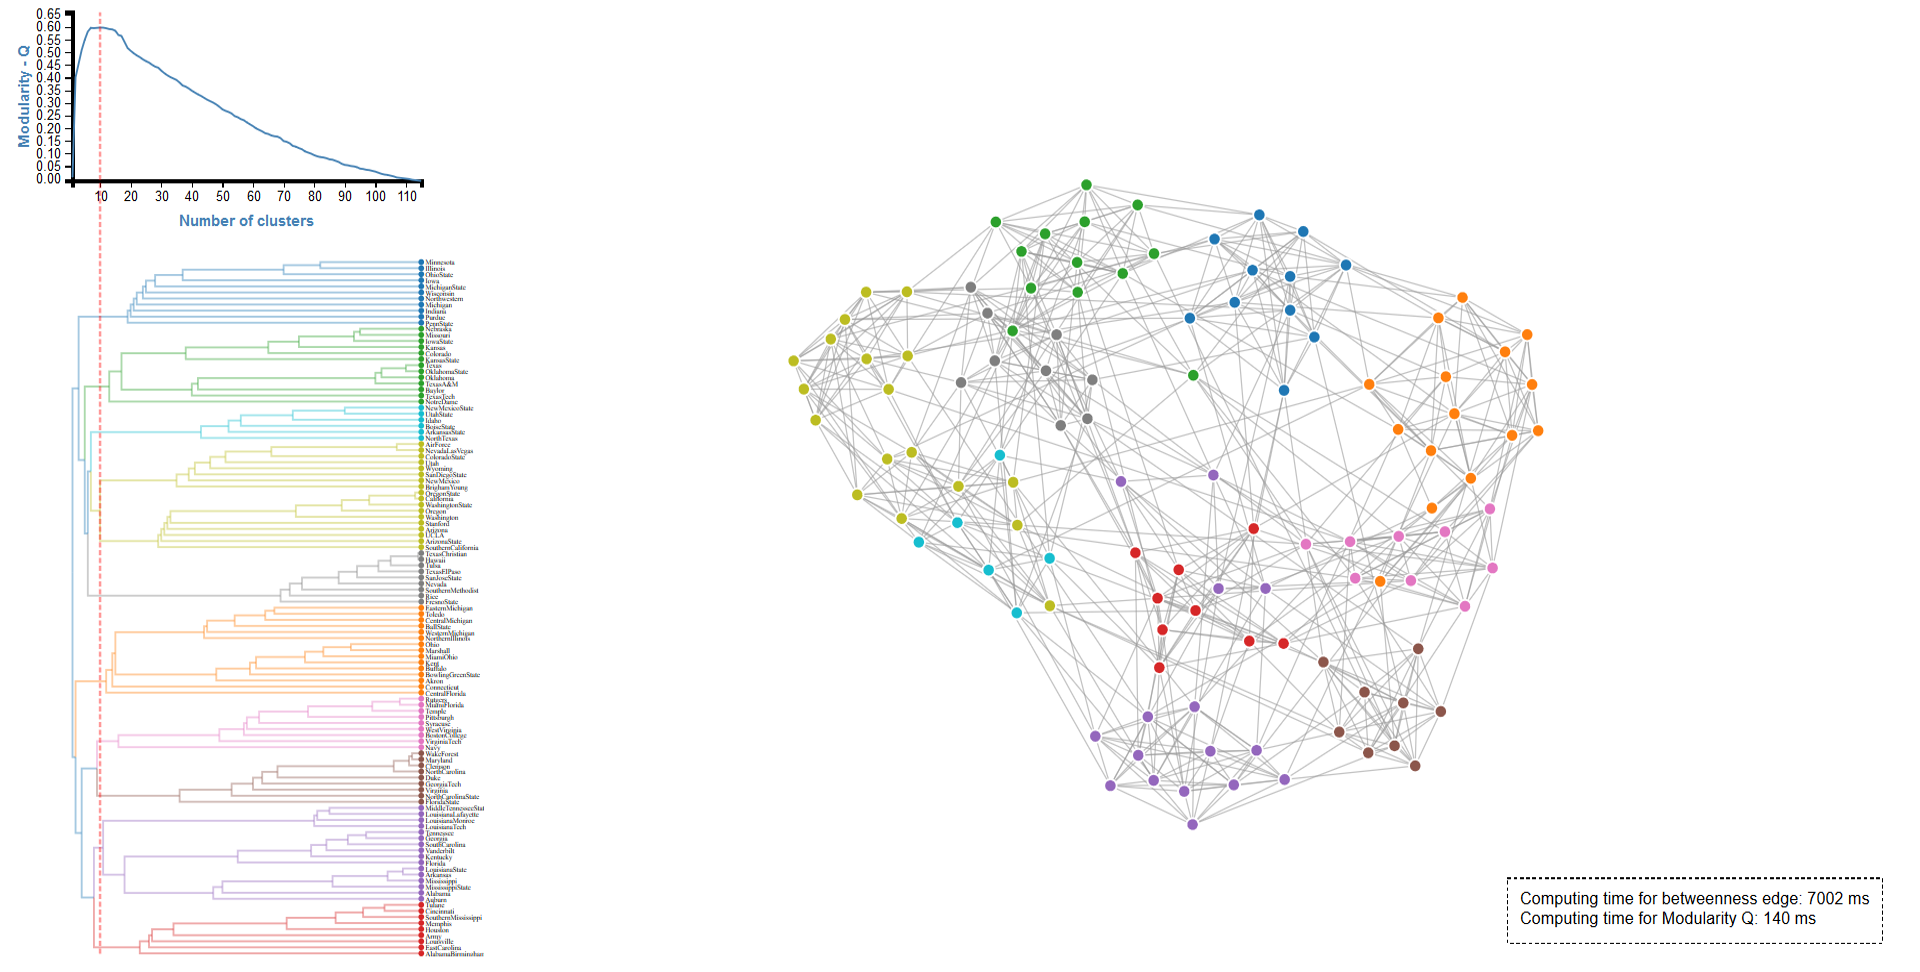 Modularity - Q
0.65
0.60
0.55
0.50
0.45
0.40
0.35
0.30
0.25
0.20
0.15
0.10
0.05
0.00
10 20 30 40 50 60 70 80 90 100 110
Number of clusters
Minnesota
Illinois
OhioState
Iowa
MichiganState
Wisconsin
Northwestern
Michigan
Indiana
Purdue
PennState
Nebraska
Missouri
IowaState
Kansas
Colorado
KansasState
Texas
OklahomaState
Oklahoma
TexasA&M
Baylor
TexasTech
NotreDame
NewMexicoState
UtahState
Idaho
BoiseState
ArkansasState
NorthTexas
AirForce
NevadaLasVegas
ColoradoState
Utah
Wyoming
SanDiegoState
NewMexico
BrighamYoung
OregonState
California
WashingtonState
Oregon
Washington
Stanford
Arizona
UCLA
ArizonaState
SouthernCalifornia
TexasChristian
Hawaii
Tulsa
TexasElPaso
SanJoseState
Nevada
SouthernMethodist
Rice
FresnoState
EasternMichigan
Toledo
CentralMichigan
BallState
WesternMichigan
NorthernIllinois
Ohio
Marshall
MiamiOhio
Kent
Buffalo
BowlingGreenState
Akron
Connecticut
CentralFlorida
Rutgers
MiamiFlorida
Temple
Pittsburgh
Syracuse
WestVirginia
BostonCollege
VirginiaTech
Navy
WakeForest
Maryland
Clemson
NorthCarolina
Duke
GeorgiaTech
Virginia
NorthCarolinaState
FloridaState
MiddleTennesseeStat
LouisianaLafayette
LouisianaMonroe
LouisianaTech
Tennessee
Georgia
SouthCarolina
Vanderbilt
Kentucky
Florida
LouisianaState
Arkansas
Mississippi
MississippiState
Alabama
Auburn
Tulane
Cincinnati
SouthernMississippi
Memphis
Houston
Army
Louisville
EastCarolina
AlabamaBirminghan
Computing time for betweenness edge: 7002 ms
Computing time for Modularity Q: 140 ms